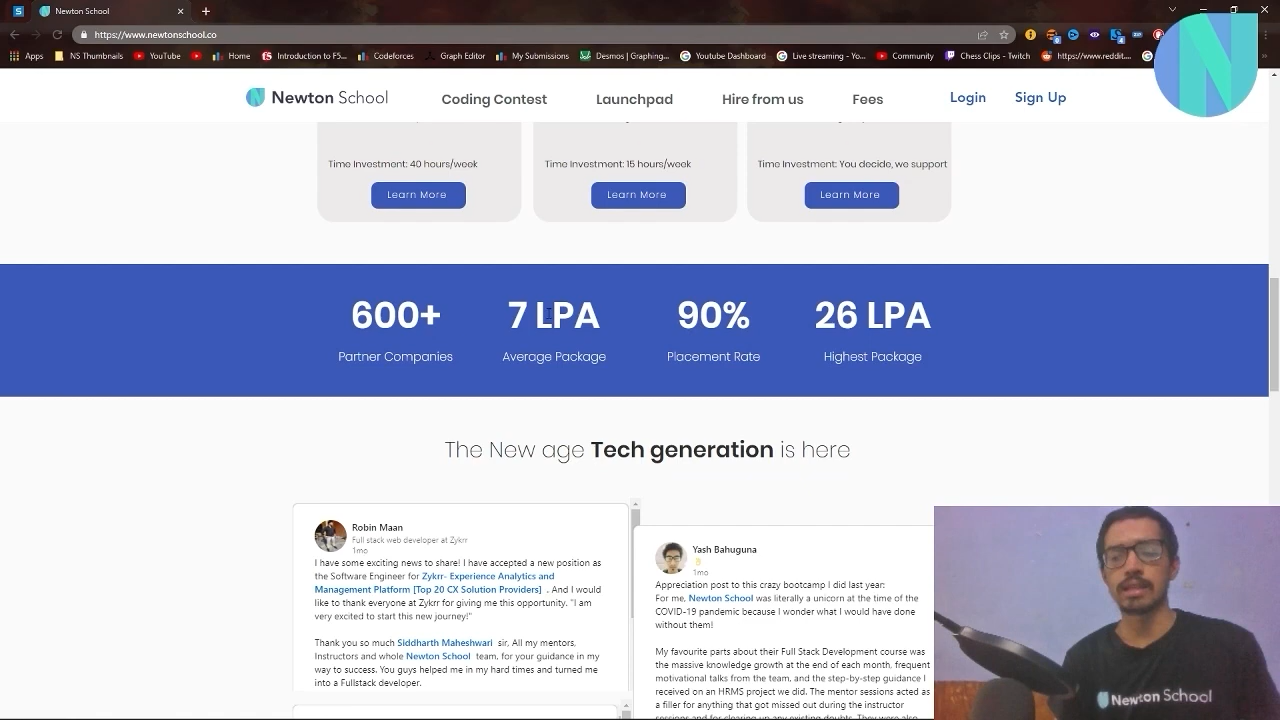 Newton School
https://www.newtonschool.co
Apps
NS Thumbnails
YouTube
Home
Introduction to F5...
Codeforces
Graph Editor
My Submissions
Desmos | Graphing...
Youtube Dashboard
Live streaming - Yo...
Community
Chess Clips - Twitch
https://www.reddit....
Newton School
Coding Contest
Launchpad
Hire from us
Fees
Login
Sign Up
Time Investment: 40 hours/week
Time Investment: 15 hours/week
Time Investment: You decide, we support
Learn More
Learn More
Learn More
600+
7 LPA
90%
26 LPA
Partner Companies
Average Package
Placement Rate
Highest Package
The New age Tech generation is here
Robin Maan
Full stack web developer at Zykrr
1mo
I have some exciting news to share! I have accepted a new position as
the Software Engineer for Zykrr- Experience Analytics and
Management Platform [Top 20 CX Solution Providers] . And I would
like to thank everyone at Zykrr for giving me this opportunity. "I am
very excited to start this new journey!"
Thank you so much Siddharth Maheshwari sir, All my mentors,
Instructors and whole Newton School team, for your guidance in my
way to success. You guys helped me in my hard times and turned me
into a Fullstack developer.
Yash Bahuguna
1mo
Appreciation post to this crazy bootcamp I did last year:
For me, Newton School was literally a unicorn at the time of the
COVID-19 pandemic because I wonder what I would have done
without them!
My favourite parts about their Full Stack Development course was
the massive knowledge growth at the end of each month, frequent
motivational talks from the team, and the step-by-step guidance I
received on an HRMS project we did. The mentor sessions acted as
a filler for anything that got missed out during the instructor
sessions and for clearing up any existing doubts. They were also
Newton School